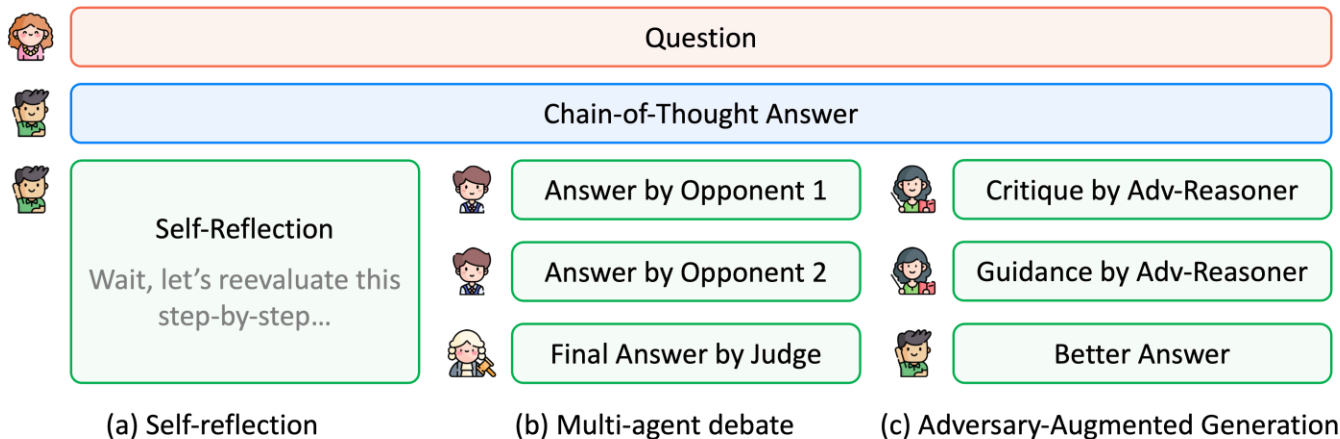 Question
Chain-of-Thought Answer
Self-Reflection
Wait, let’s reevaluate this
step-by-step…
(a) Self-reflection
Answer by Opponent 1
Answer by Opponent 2
Final Answer by Judge
(b) Multi-agent debate
Critique by Adv-Reasoner
Guidance by Adv-Reasoner
Better Answer
(c) Adversary-Augmented Generation